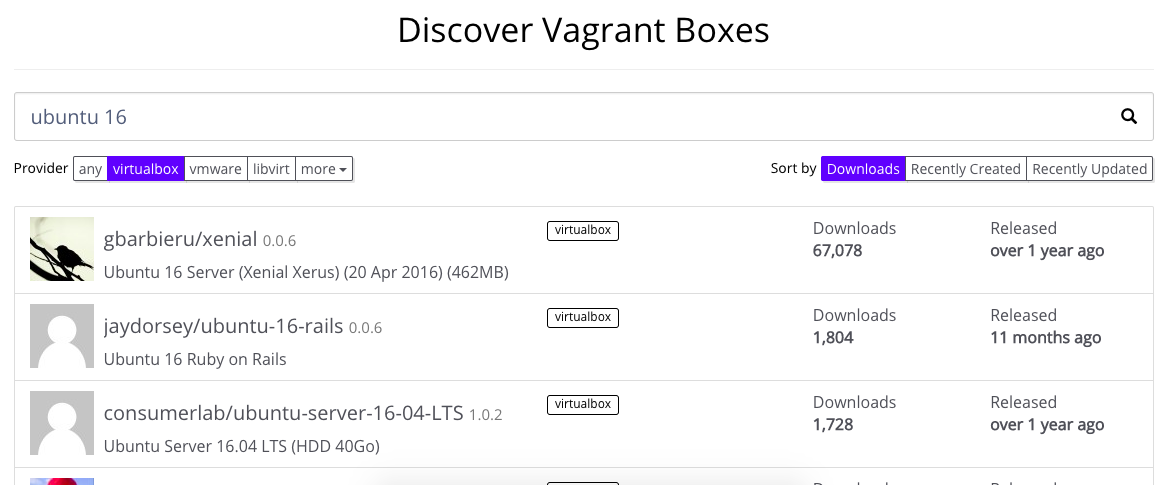 Discover Vagrant Boxes
ubuntu 16
Provider any virtualbox vmware libvirt more Sort by Downloads Recently Created Recently Updated
gbarbieru/xenial 0.0.6 virtualbox Downloads Released
67,078 over 1 year ago
Ubuntu 16 Server (Xenial Xerus) (20 Apr 2016) (462MB)
jaydorsey/ubuntu-16-rails 0.0.6 virtualbox Downloads Released
1,804 11 months ago
Ubuntu 16 Ruby on Rails
consumerlab/ubuntu-server-16-04-LTS 1.0.2 virtualbox Downloads Released
1,728 over 1 year ago
Ubuntu Server 16.04 LTS (HDD 40Go)